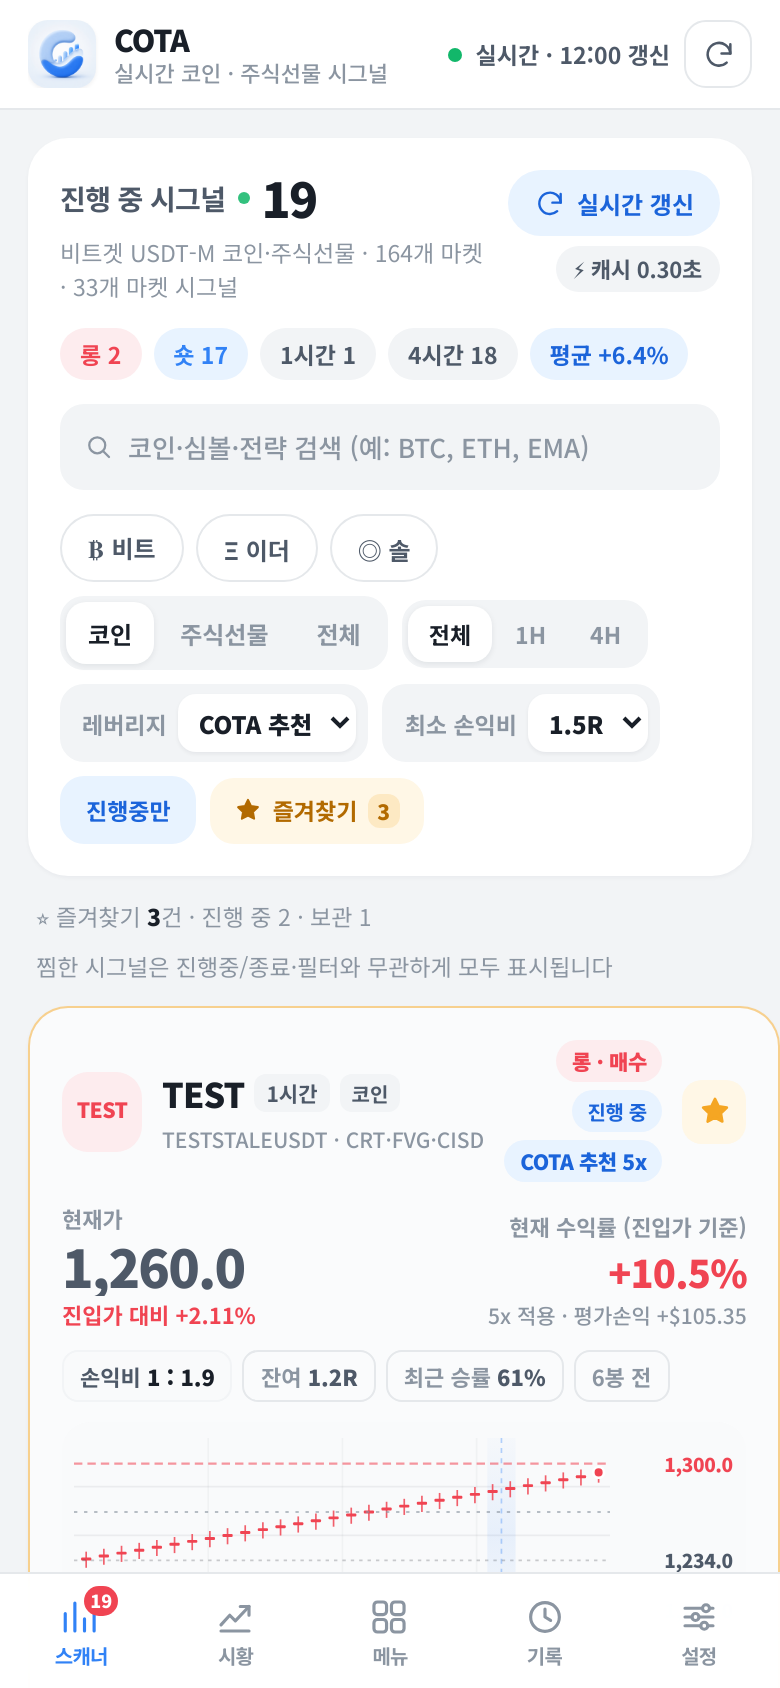 COTA
실시간 코인 · 주식선물 시그널
실시간 · 12:00 갱신
진행 중 시그널 19
실시간 갱신
비트겟 USDT-M 코인·주식선물 · 164개 마켓
· 33개 마켓 시그널
⚡ 캐시 0.30초
롱 2
숏 17
1시간 1
4시간 18
평균 +6.4%
코인·심볼·전략 검색 (예: BTC, ETH, EMA)
₿ 비트
Ξ 이더
◎ 솔
코인
주식선물
전체
전체
1H
4H
레버리지
COTA 추천
최소 손익비
1.5R
진행중만
★ 즐겨찾기 3
⭐ 즐겨찾기 3건 · 진행 중 2 · 보관 1
찜한 시그널은 진행중/종료·필터와 무관하게 모두 표시됩니다
TEST
TEST
1시간
코인
TESTSTALEUSDT · CRT·FVG·CISD
롱 · 매수
진행 중
COTA 추천 5x
현재가
1,260.0
진입가 대비 +2.11%
현재 수익률 (진입가 기준)
+10.5%
5x 적용 · 평가손익 +$105.35
손익비 1 : 1.9
잔여 1.2R
최근 승률 61%
6봉 전
1,300.0
1,234.0
19
스캐너
시황
메뉴
기록
설정